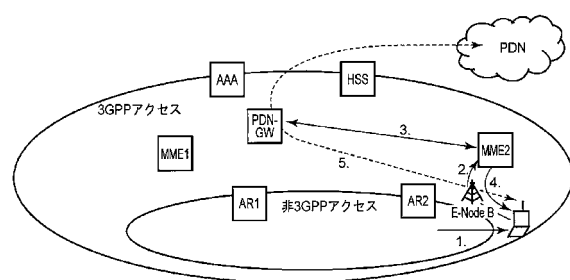 PDN
AAA
HSS
3GPPアクセス
PDN-
GW
3.
MME1
MME2
5.
2.
4.
AR1
非3GPPアクセス
AR2
E-Node B
1.